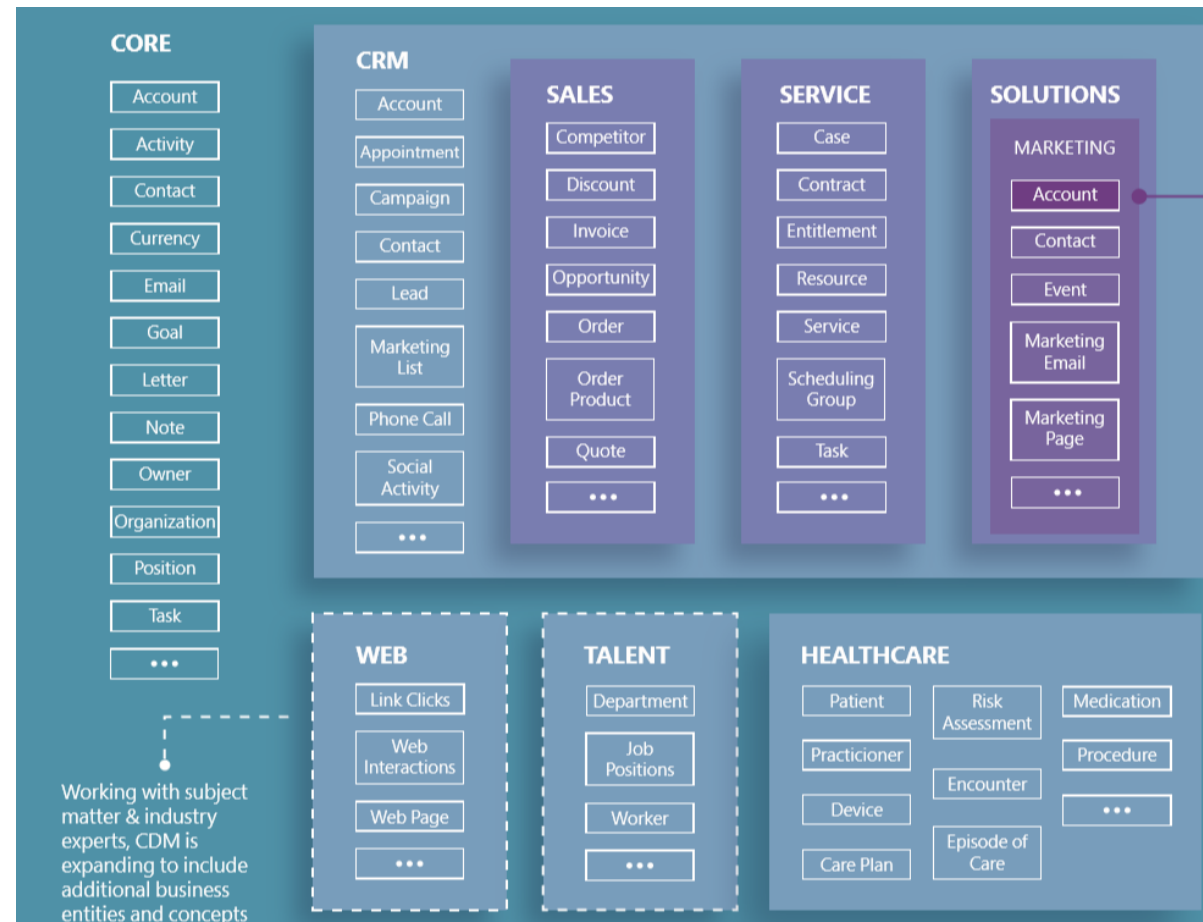 CORE
Account
Activity
Contact
Currency
Email
Goal
Letter
Note
Owner
Organization
Position
Task
•••
CRM
Account
Appointment
Campaign
Contact
Lead
Marketing
List
Phone Call
Social
Activity
•••
SALES
Competitor
Discount
Invoice
Opportunity
Order
Order
Product
Quote
•••
SERVICE
Case
Contract
Entitlement
Resource
Service
Scheduling
Group
Task
•••
SOLUTIONS
MARKETING
Account
Contact
Event
Marketing
Email
Marketing
Page
•••
WEB
Link Clicks
Web
Interactions
Web Page
•••
TALENT
Department
Job
Positions
Worker
•••
HEALTHCARE
Patient
Practicioner
Device
Care Plan
Risk
Assessment
Encounter
Episode of
Care
Medication
Procedure
•••
Working with subject
matter & industry
experts, CDM is
expanding to include
additional business
entities and concepts